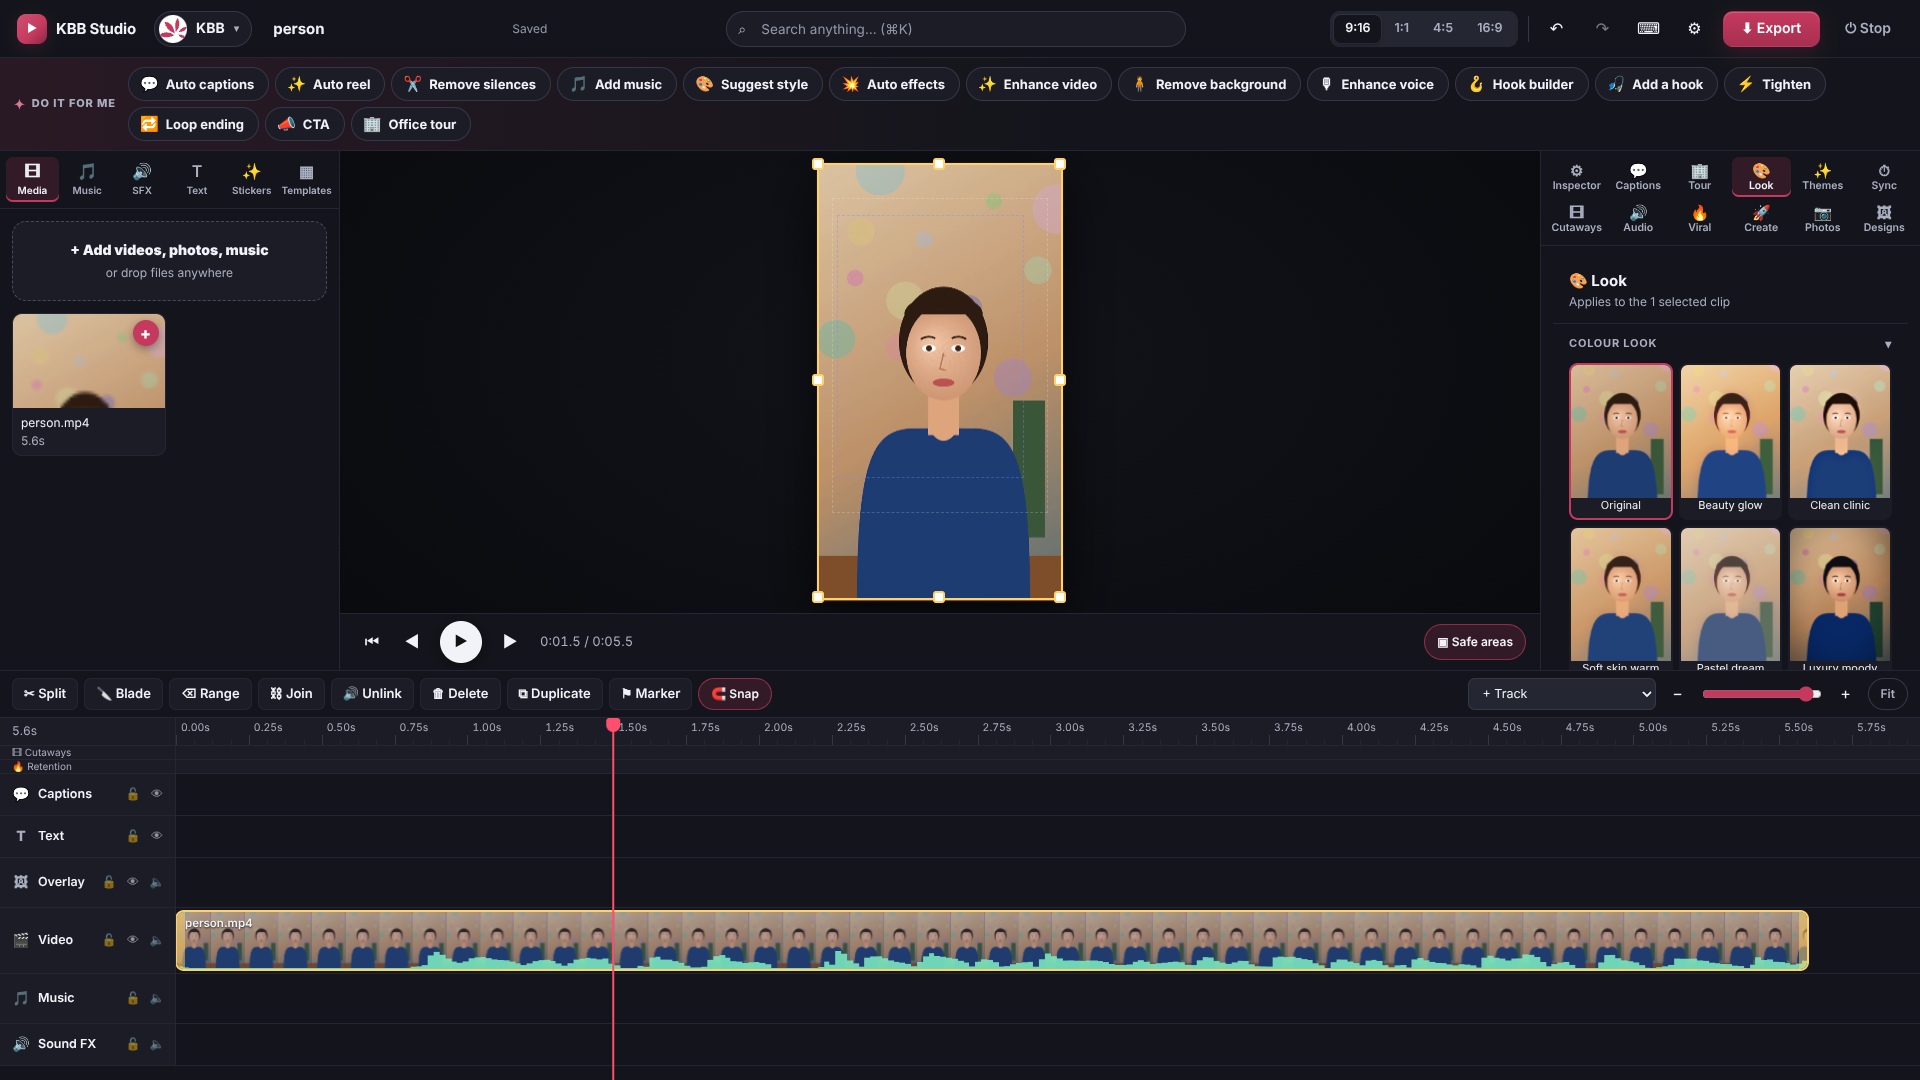 KBB Studio
KBB
person
Saved
Search anything... (⌘K)
9:16
1:1
4:5
16:9
Export
Stop
DO IT FOR ME
Auto captions
Auto reel
Remove silences
Add music
Suggest style
Auto effects
Enhance video
Remove background
Enhance voice
Hook builder
Add a hook
Tighten
Loop ending
CTA
Office tour
Media
Music
SFX
T
Text
Stickers
Templates
+ Add videos, photos, music
or drop files anywhere
person.mp4
5.6s
0:01.5 / 0:05.5
Safe areas
Inspector
Captions
Tour
Look
Themes
Sync
Cutaways
Audio
Viral
Create
Photos
Designs
Look
Applies to the 1 selected clip
COLOUR LOOK
Original
Beauty glow
Clean clinic
Soft skin warm
Pastel dream
Luxury moody
Split
Blade
Range
Join
Unlink
Delete
Duplicate
Marker
Snap
+ Track
Fit
5.6s
0.00s
0.25s
0.50s
0.75s
1.00s
1.25s
1.50s
1.75s
2.00s
2.25s
2.50s
2.75s
3.00s
3.25s
3.50s
3.75s
4.00s
4.25s
4.50s
4.75s
5.00s
5.25s
5.50s
5.75s
Cutaways
Retention
Captions
T Text
Overlay
Video
person.mp4
Music
Sound FX